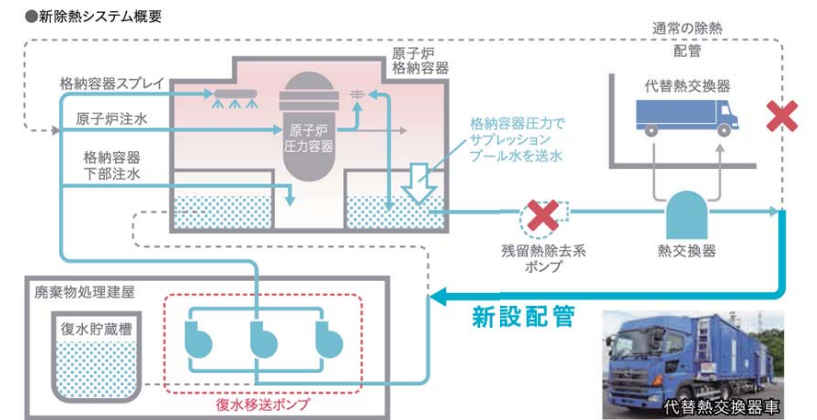 ●新除熱システム概要
通常の除熱
配管
原子炉
格納容器
格納容器スプレイ
代替熱交換器
原子炉注水
原子炉
圧力容器
格納容器圧力で
サプレッション
プール水を送水
格納容器
下部注水
残留熱除去系
ポンプ
熱交換器
廃棄物処理建屋
新設配管
復水貯蔵槽
復水移送ポンプ
代替熱交換器車